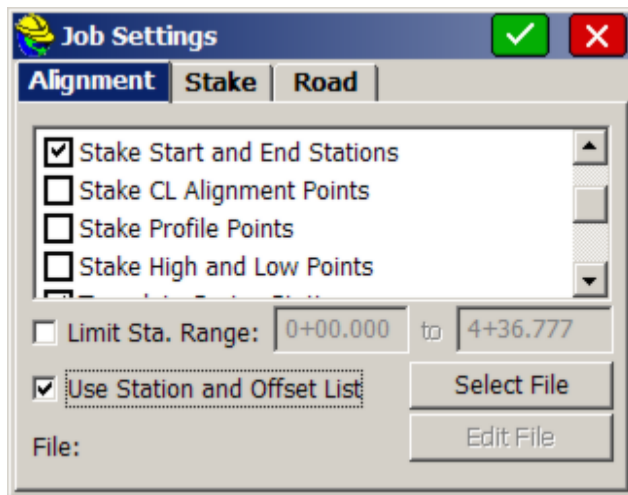 Job Settings
Alignment Stake Road
Stake Start and End Stations
Stake CL Alignment Points
Stake Profile Points
Stake High and Low Points
Limit Sta. Range: 0+00.000 to 4+36.777
Use Station and Offset List Select File
File: Edit File